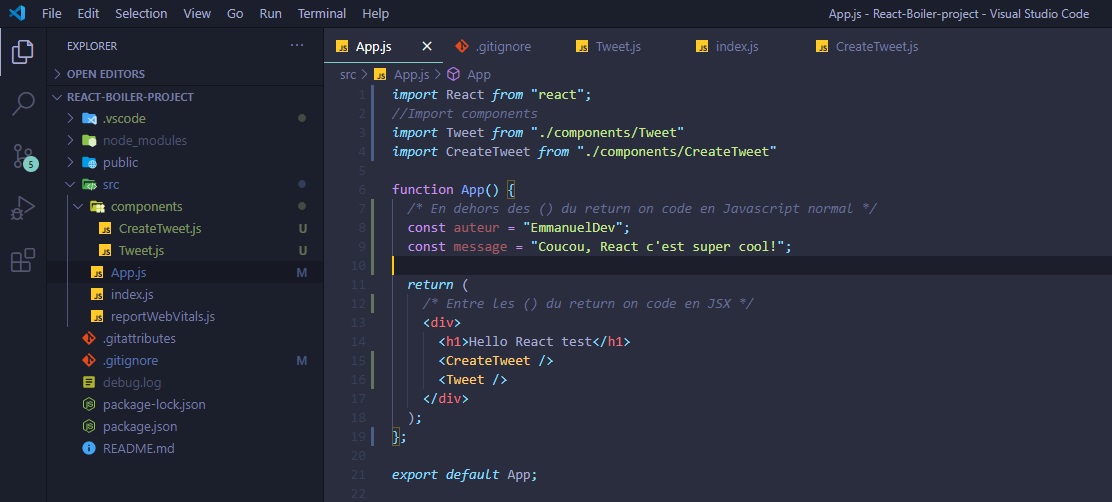 File Edit Selection View Go Run Terminal Help
App.js - React-Boiler-project - Visual Studio Code
EXPLORER
OPEN EDITORS
REACT-BOILER-PROJECT
.vscode
node_modules
public
src
components
CreateTweet.js U
Tweet.js U
App.js M
index.js
reportWebVitals.js
.gitattributes
.gitignore M
debug.log
package-lock.json
package.json
README.md
5
JS App.js .gitignore JS Tweet.js JS index.js JS CreateTweet.js
src > JS App.js > App
1 import React from "react";
2 //Import components
3 import Tweet from "./components/Tweet"
4 import CreateTweet from "./components/CreateTweet"
5
6 function App() {
7 /* En dehors des () du return on code en Javascript normal */
8 const auteur = "EmmanuelDev";
9 const message = "Coucou, React c'est super cool!";
10
11 return (
12 /* Entre les () du return on code en JSX */
13 <div>
14 <h1>Hello React test</h1>
15 <CreateTweet />
16 <Tweet />
17 </div>
18 );
19 };
20
21 export default App;
22